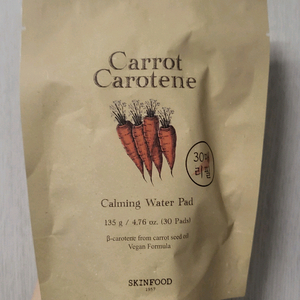 Carrot
Carotene
30매
리필
Calming Water Pad
135 g / 4.76 oz. (30 Pads)
β-carotene from carrot seed oil
Vegan Formula
SKINFOOD
1957